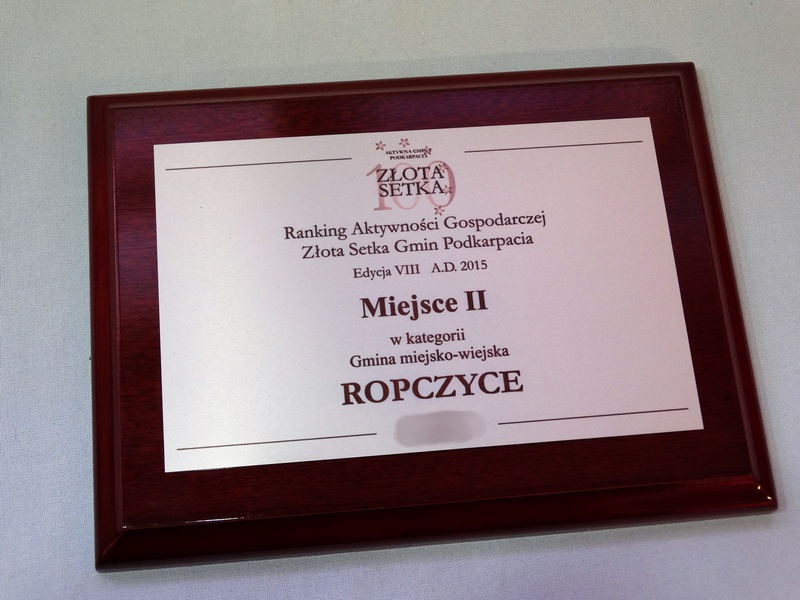 AKTYWNA GMINA
PODKARPACIA
100
ZŁOTA
SETKA
Ranking Aktywności Gospodarczej
Złota Setka Gmin Podkarpacia
Edycja VIII A.D. 2015
Miejsce II
w kategorii
Gmina miejsko-wiejska
ROPCZYCE